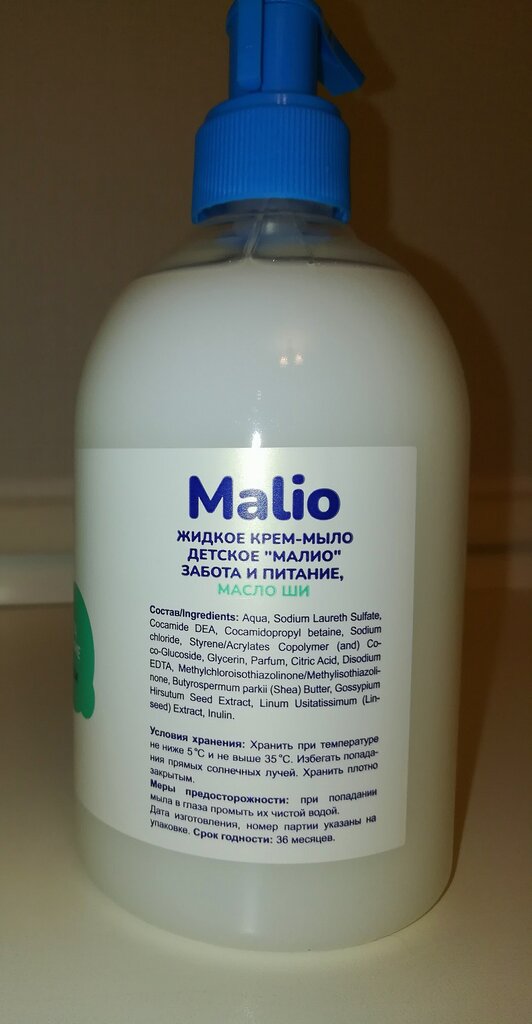 Malio
ЖИДКОЕ КРЕМ-МЫЛО
ДЕТСКОЕ "МАЛИО"
ЗАБОТА И ПИТАНИЕ,
МАСЛО ШИ
Состав/Ingredients: Aqua, Sodium Laureth Sulfate,
Cocamide DEA, Cocamidopropyl betaine, Sodium
chloride, Styrene/Acrylates Copolymer (and) Co-
co-Glucoside, Glycerin, Parfum, Citric Acid, Disodium
EDTA, Methylchloroisothiazolinone/Methylisothiazoli-
none, Butyrospermum parkii (Shea) Butter, Gossypium
Hirsutum Seed Extract, Linum Usitatissimum (Lin-
seed) Extract, Inulin.
Условия хранения: Хранить при температуре
не ниже 5°С и не выше 35°С. Избегать попада-
ния прямых солнечных лучей. Хранить плотно
закрытым.
Меры предосторожности: при попадании
мыла в глаза промыть их чистой водой.
Дата изготовления, номер партии указаны на
упаковке. Срок годности: 36 месяцев.